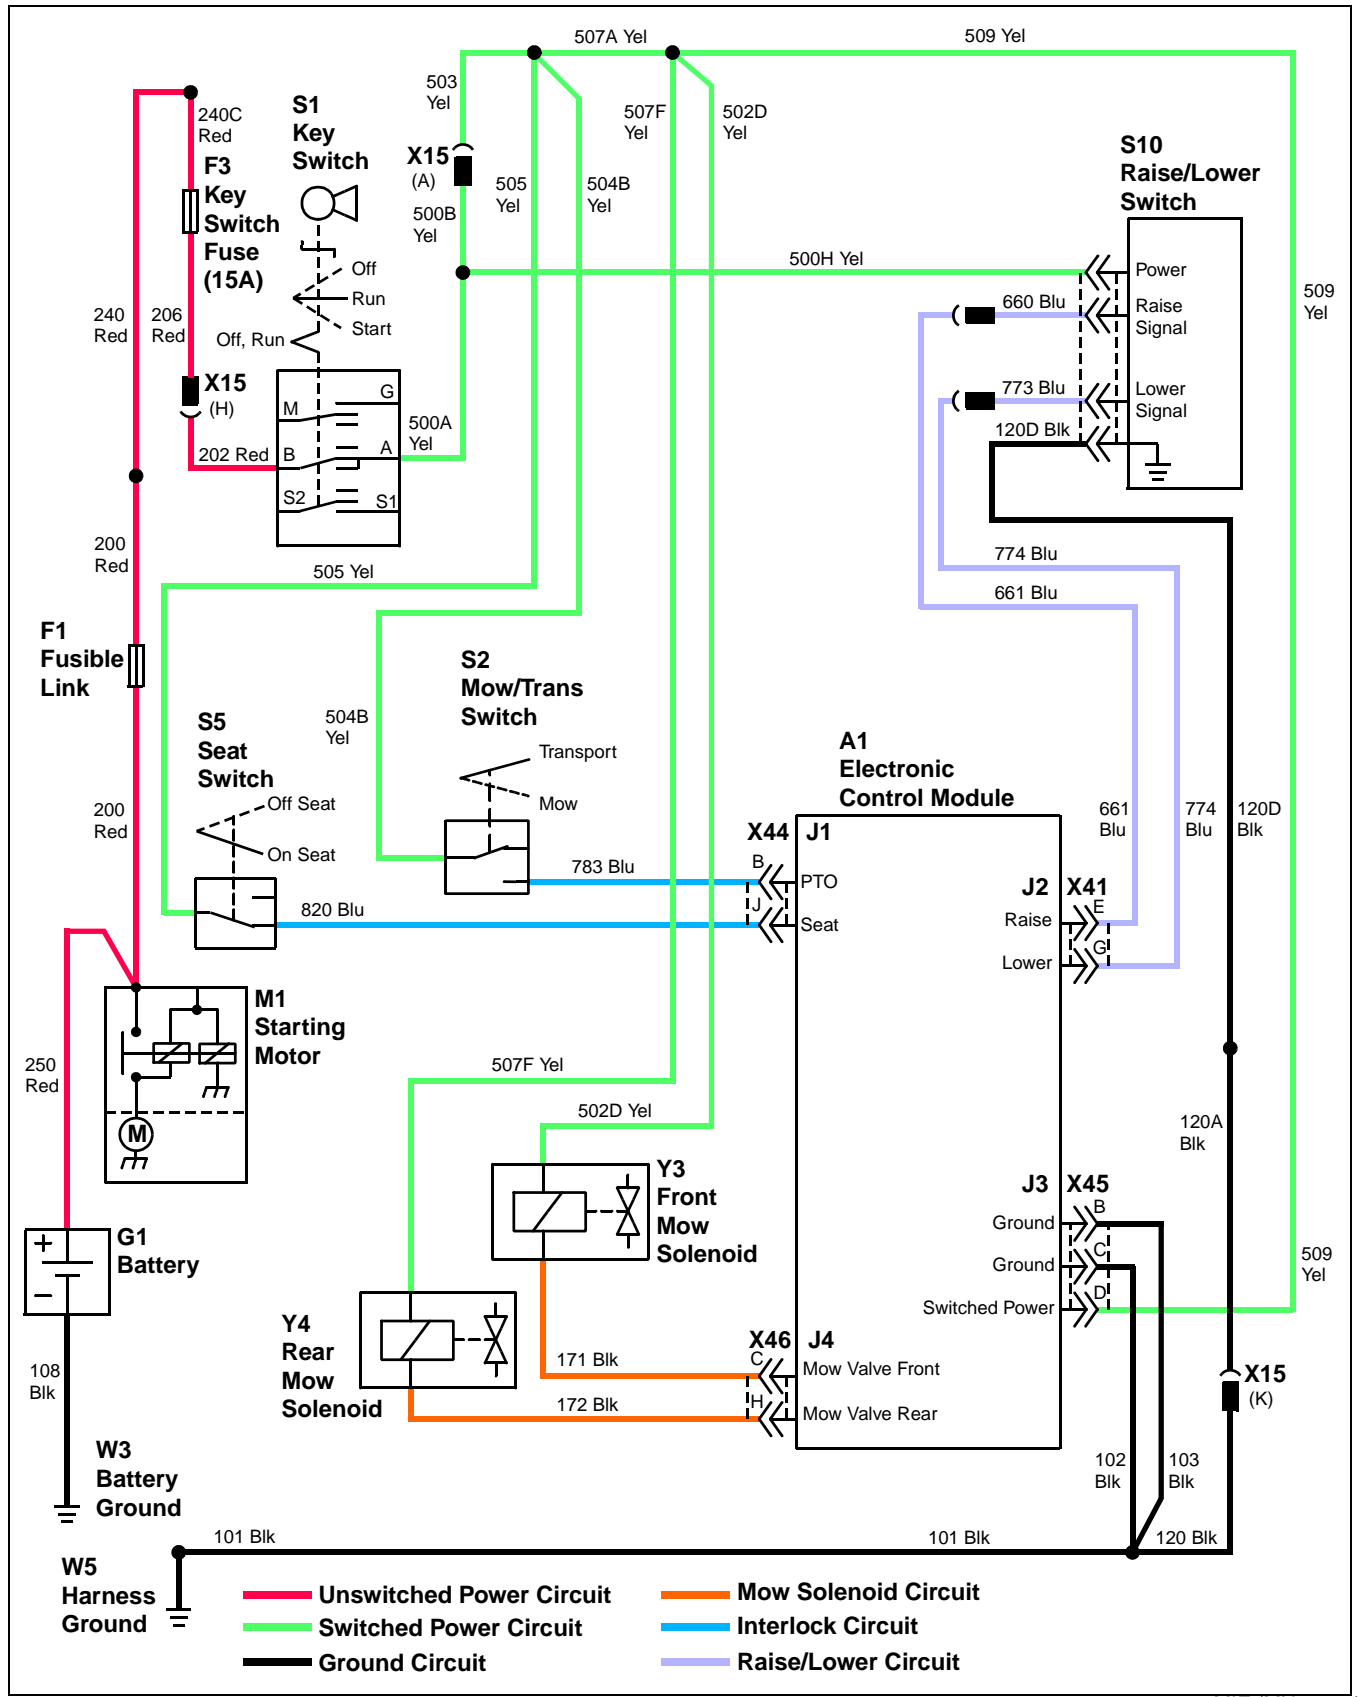 507A Yel
509 Yel
503
Yel
507F
Yel
502D
Yel
240C
Red
S1
Key
Switch
F3
Key
Switch
Fuse
(15A)
X15
(A)
505
Yel
504B
Yel
500B
Yel
S10
Raise/Lower
Switch
Off
Run
Start
Off, Run
500H Yel
Power
660 Blu
Raise
Signal
509
Yel
240
Red
206
Red
X15
(H)
773 Blu
Lower
Signal
120D Blk
G
M
500A
Yel
202 Red
B
A
S2
S1
200
Red
774 Blu
505 Yel
661 Blu
F1
Fusible
Link
S2
Mow/Trans
Switch
504B
Yel
S5
Seat
Switch
Transport
Mow
A1
Electronic
Control Module
Off Seat
On Seat
200
Red
661
Blu
774
Blu
120D
Blk
X44
J1
783 Blu
B
PTO
820 Blu
J
Seat
J2
X41
Raise
E
Lower
G
M1
Starting
Motor
250
Red
507F Yel
502D Yel
M
120A
Blk
Y3
Front
Mow
Solenoid
J3
X45
Ground
B
Ground
C
Switched Power
D
509
Yel
G1
Battery
+
–
Y4
Rear
Mow
Solenoid
X46
J4
171 Blk
C
Mow Valve Front
172 Blk
H
Mow Valve Rear
108
Blk
X15
(K)
W3
Battery
Ground
102
Blk
103
Blk
101 Blk
101 Blk
120 Blk
W5
Harness
Ground
Unswitched Power Circuit
Switched Power Circuit
Ground Circuit
Mow Solenoid Circuit
Interlock Circuit
Raise/Lower Circuit